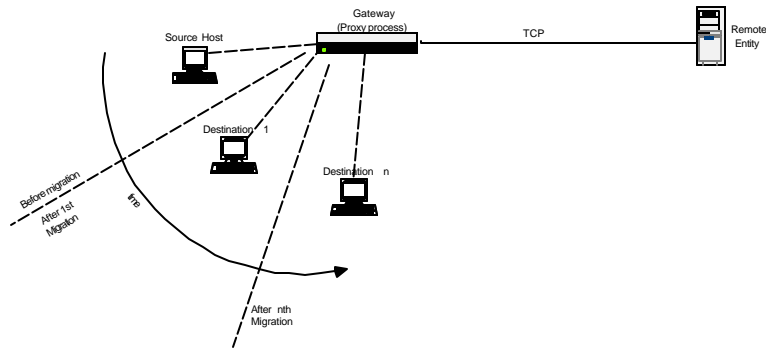 Gateway
(Proxy process)
Source Host
TCP
Remote
Entity
Destination 1
Destination n
Before migration
After 1st
Migration
time
After nth
Migration